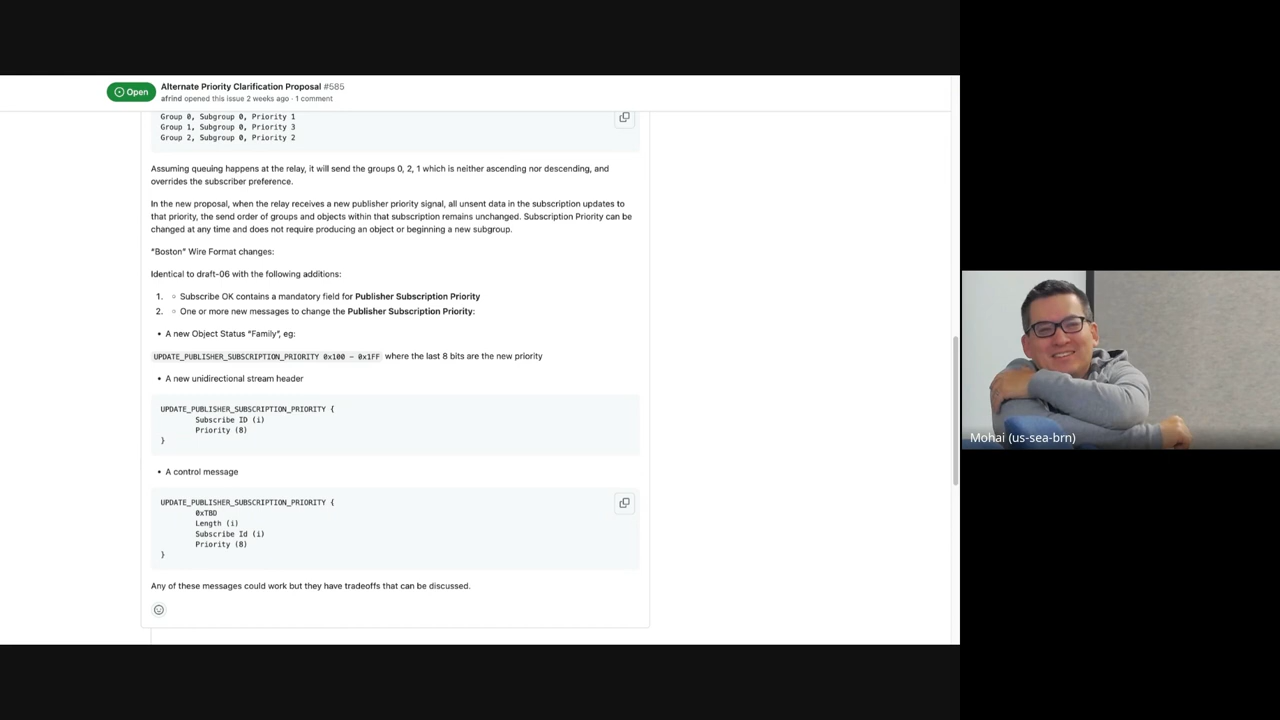 Open
Alternate Priority Clarification Proposal #585
afrind opened this issue 2 weeks ago · 1 comment
Group 0, Subgroup 0, Priority 1
Group 1, Subgroup 0, Priority 3
Group 2, Subgroup 0, Priority 2
Assuming queuing happens at the relay, it will send the groups 0, 2, 1 which is neither ascending nor descending, and
overrides the subscriber preference.
In the new proposal, when the relay receives a new publisher priority signal, all unsent data in the subscription updates to
that priority, the send order of groups and objects within that subscription remains unchanged. Subscription Priority can be
changed at any time and does not require producing an object or beginning a new subgroup.
"Boston" Wire Format changes:
Identical to draft-06 with the following additions:
1. ○ Subscribe OK contains a mandatory field for Publisher Subscription Priority
2. ○ One or more new messages to change the Publisher Subscription Priority:
• A new Object Status "Family", eg:
UPDATE_PUBLISHER_SUBSCRIPTION_PRIORITY 0x100 - 0x1FF where the last 8 bits are the new priority
• A new unidirectional stream header
UPDATE_PUBLISHER_SUBSCRIPTION_PRIORITY {
Subscribe ID (i)
Priority (8)
}
• A control message
UPDATE_PUBLISHER_SUBSCRIPTION_PRIORITY {
0xTBD
Length (i)
Subscribe Id (i)
Priority (8)
}
Any of these messages could work but they have tradeoffs that can be discussed.
Mohai (us-sea-brn)